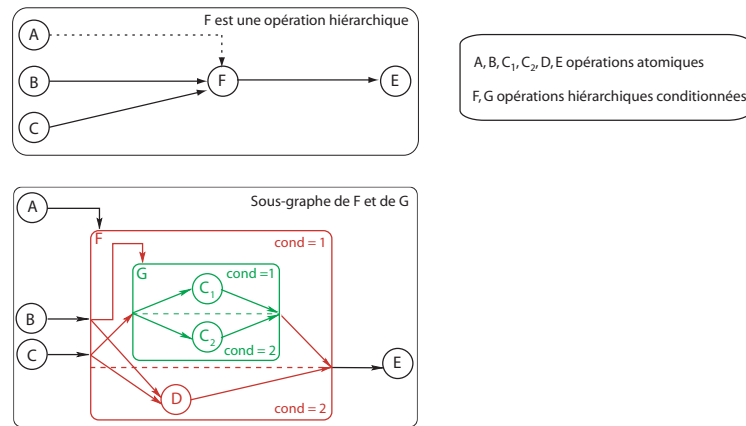 F est une opération hiérarchique
A
B
F
E
C
A, B, C₁, C₂, D, E opérations atomiques
F, G opérations hiérarchiques conditionnées
Sous-graphe de F et de G
A
F
cond = 1
G
cond =1
C₁
B
C₂
C
cond = 2
E
D
cond = 2